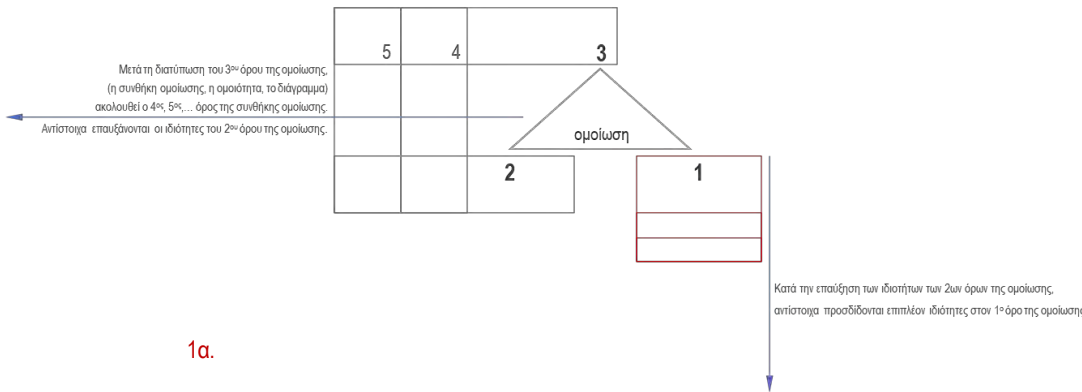 5 4 3
Μετά τη διατύπωση του 3ου όρου της ομοίωσης,
(η συνθήκη ομοίωσης, η ομοιότητα, το διάγραμμα)
ακολουθεί ο 4ος, 5ος,... όρος της συνθήκης ομοίωσης.
Αντίστοιχα επαυξάνονται οι ιδιότητες του 2ου όρου της ομοίωσης.
ομοίωση
2 1
Κατά την επαύξηση των ιδιοτήτων των 2ων όρων της ομοίωσης,
αντίστοιχα προσδίδονται επιπλέον ιδιότητες στον 1ο όρο της ομοίωσης
1α.